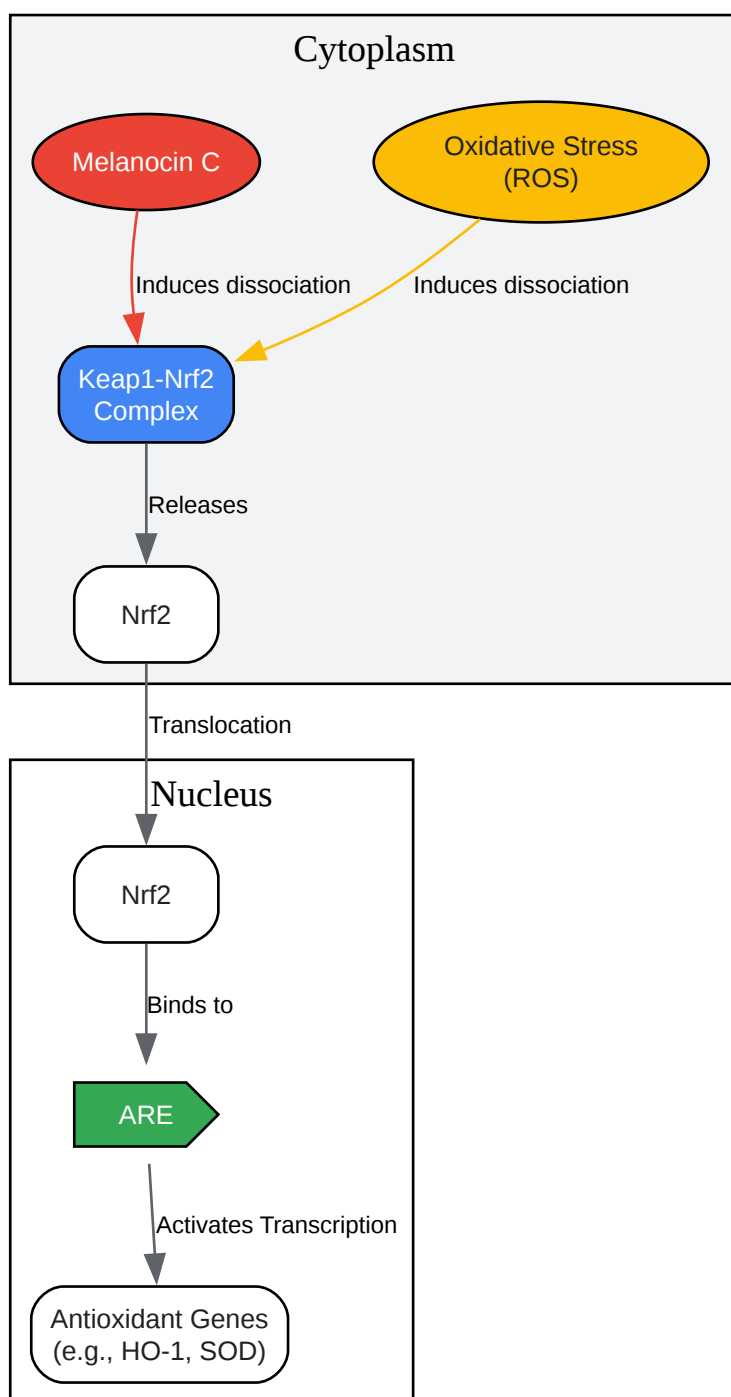 Cytoplasm
Melanocin C
Oxidative Stress
(ROS)
Induces dissociation
Induces dissociation
Keap1-Nrf2
Complex
Releases
Nrf2
Translocation
Nucleus
Nrf2
Binds to
ARE
Activates Transcription
Antioxidant Genes
(e.g., HO-1, SOD)